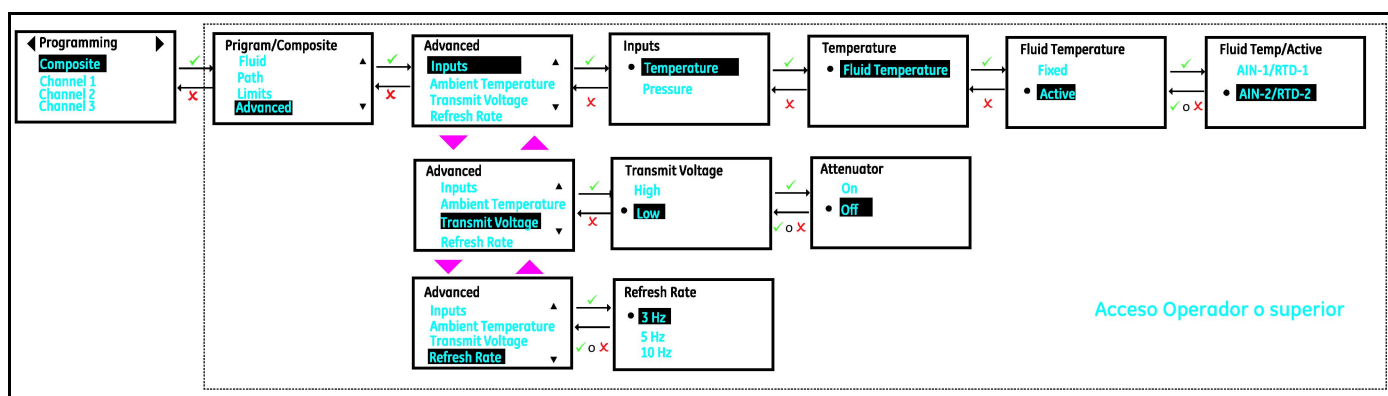 Programming
Composite
Channel 1
Channel 2
Channel 3
Prigram/Composite
Fluid
Path
Limits
Advanced
Advanced
Inputs
Ambient Temperature
Transmit Voltage
Refresh Rate
Inputs
Temperature
Pressure
Temperature
Fluid Temperature
Fluid Temperature
Fixed
Active
Fluid Temp/Active
AIN-1/RTD-1
AIN-2/RTD-2
o
Advanced
Inputs
Ambient Temperature
Transmit Voltage
Refresh Rate
Transmit Voltage
High
Low
o
Attenuator
On
Off
Advanced
Inputs
Ambient Temperature
Transmit Voltage
Refresh Rate
o
Refresh Rate
3 Hz
5 Hz
10 Hz
Acceso Operador o superior